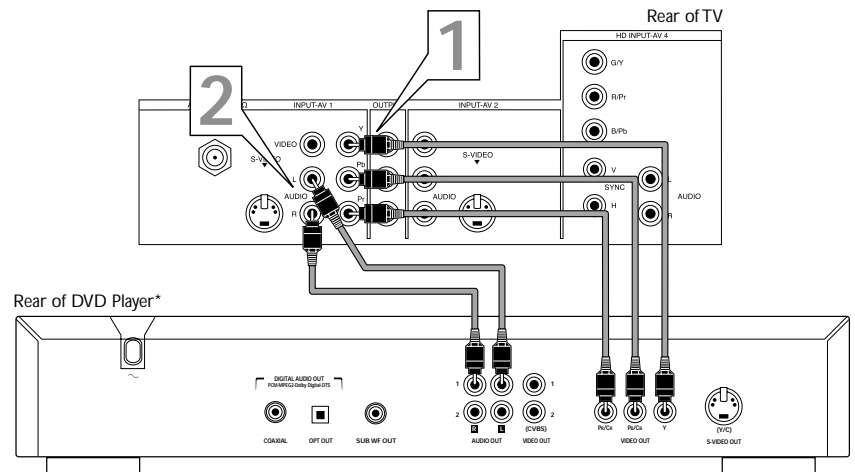 Rear of TV
HD INPUT-AV 4
1
2
INPUT-AV 1
OUTPU
INPUT-AV 2
G/Y
R/Pr
B/Pb
V
SYNC
H
L
AUDIO
R
VIDEO
Y
S-VIDEO
L
Pb
AUDIO
R
Pr
S-VIDEO
AUDIO
Rear of DVD Player*
DIGITAL AUDIO OUT
PCM-MPEG2-Dolby Digital-DTS
COAXIAL
OPT OUT
SUB WF OUT
1
2
R
L
AUDIO OUT
1
2
(CVBS)
VIDEO OUT
PR/CR
PB/CB
Y
VIDEO OUT
(Y/C)
S-VIDEO OUT